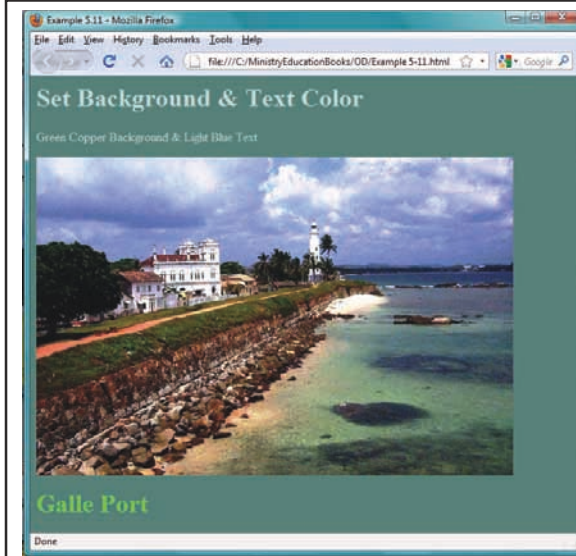 Example 5.11 - Mozilla Firefox
File Edit View History Bookmarks Tools Help
file:///C:/MinistryEducationBooks/OD/Example 5-11.html Google
Set Background & Text Color
Green Copper Background & Light Blue Text
Galle Port
Done